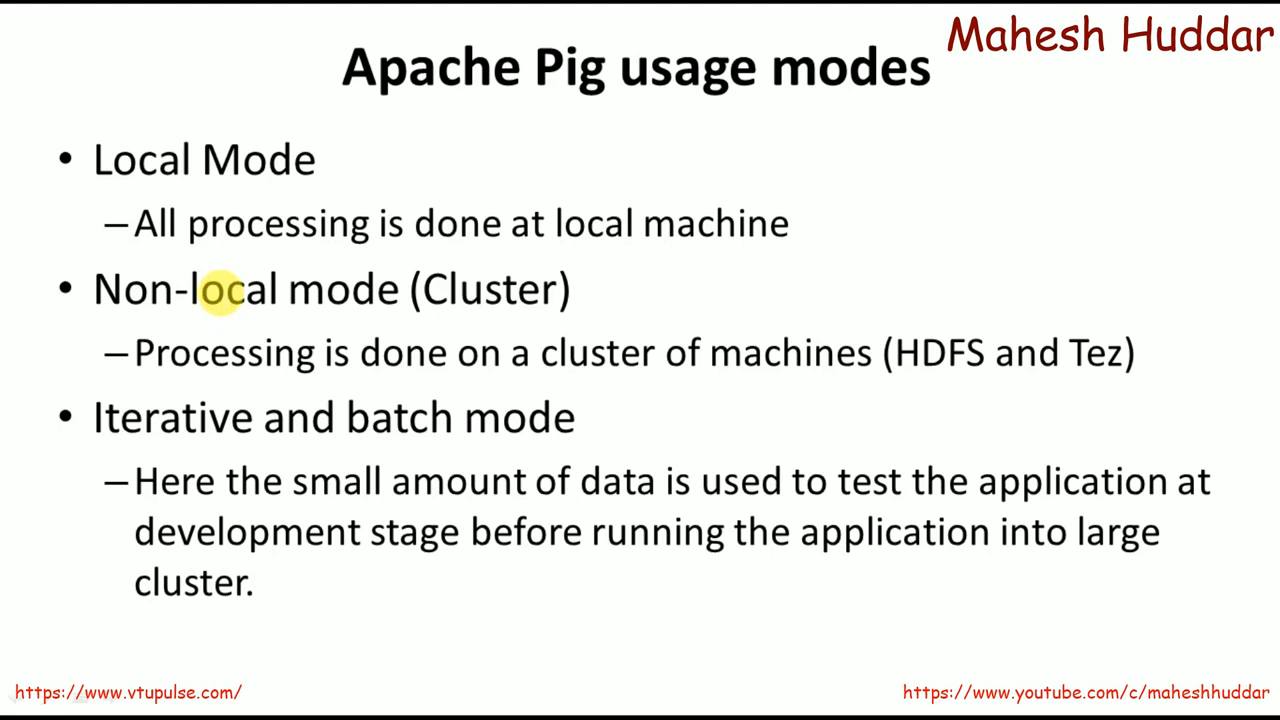 Mahesh Huddar
Apache Pig usage modes
• Local Mode
–All processing is done at local machine
• Non-local mode (Cluster)
–Processing is done on a cluster of machines (HDFS and Tez)
• Iterative and batch mode
–Here the small amount of data is used to test the application at
development stage before running the application into large
cluster.
https://www.vtupulse.com/
https://www.youtube.com/c/maheshhuddar